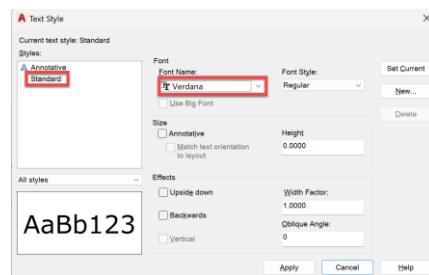 Text Style
Current text style: Standard
Styles:
Annotative
Standard
All styles
AaBb123
Font
Font Name:
Verdana
Font Style:
Regular
Use Big Font
Size
Annotative
Match text orientation
to layout
Height
0.0000
Effects
Upside down
Backwards
Vertical
Width Factor:
1.0000
Oblique Angle:
0
Set Current
New...
Delete
Apply
Cancel
Help